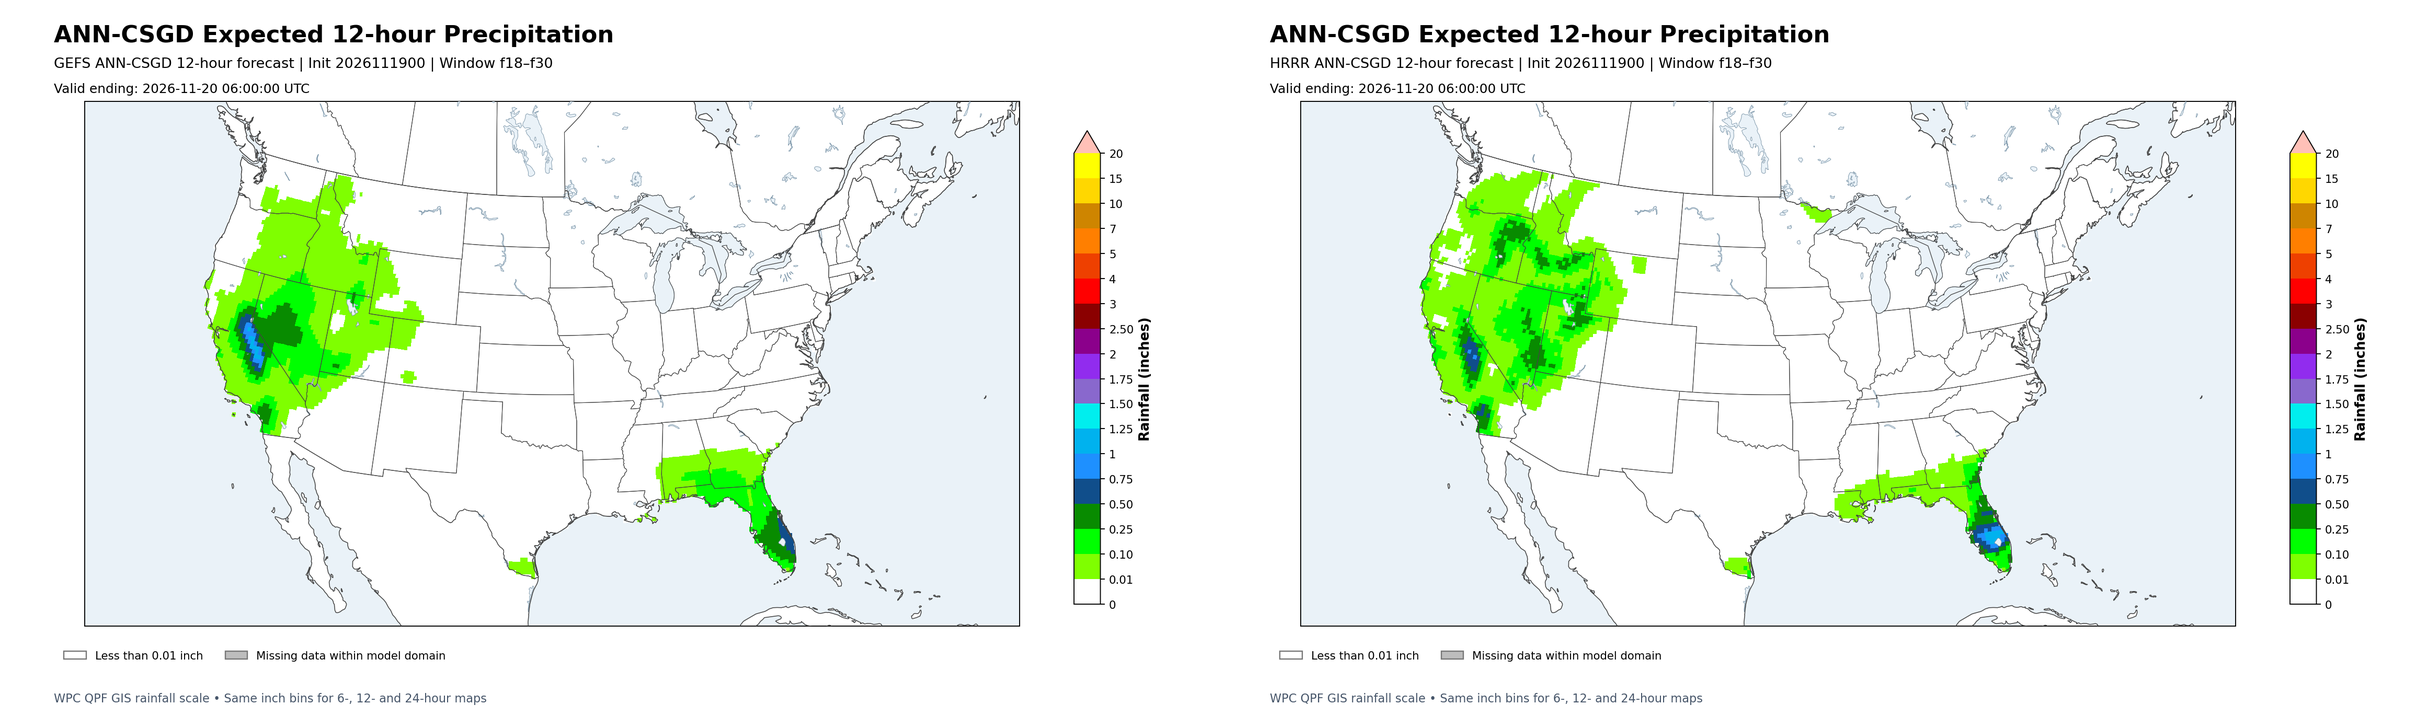 ANN-CSGD Expected 12-hour Precipitation
GEFS ANN-CSGD 12-hour forecast | Init 2026111900 | Window f18–f30
Valid ending: 2026-11-20 06:00:00 UTC
20
15
10
7
5
4
3
2.50
2
1.75
1.50
1.25
1
0.75
0.50
0.25
0.10
0.01
0
Rainfall (inches)
Less than 0.01 inch
Missing data within model domain
WPC QPF GIS rainfall scale • Same inch bins for 6-, 12- and 24-hour maps
ANN-CSGD Expected 12-hour Precipitation
HRRR ANN-CSGD 12-hour forecast | Init 2026111900 | Window f18–f30
Valid ending: 2026-11-20 06:00:00 UTC
20
15
10
7
5
4
3
2.50
2
1.75
1.50
1.25
1
0.75
0.50
0.25
0.10
0.01
0
Rainfall (inches)
Less than 0.01 inch
Missing data within model domain
WPC QPF GIS rainfall scale • Same inch bins for 6-, 12- and 24-hour maps